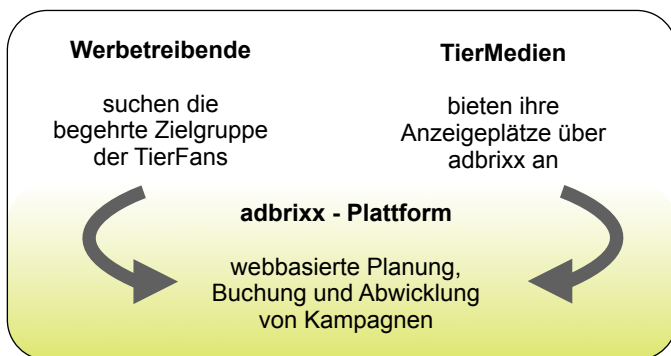 Werbetreibende
suchen die
begehrte Zielgruppe
der TierFans
TierMedien
bieten ihre
Anzeigeplätze über
adbrixx an
adbrixx - Plattform
webbasierte Planung,
Buchung und Abwicklung
von Kampagnen